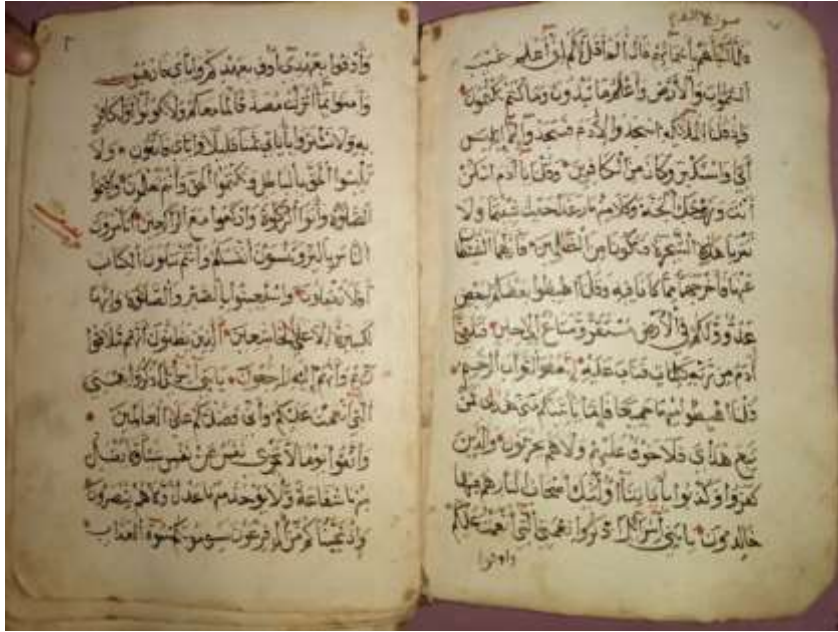 سورة البقرة
فلما أنبأهم بأسمائهم قال ألم أقل لكم إني أعلم غيب
السموات والأرض وأعلم ما تبدون وما كنتم تكتمون
وإذ قلنا للملائكة اسجدوا لآدم فسجدوا إلا إبليس
أبى واستكبر وكان من الكافرين وقلنا يا آدم اسكن
أنت وزوجك الجنة وكلا منها رغدا حيث شئتما ولا
تقربا هذه الشجرة فتكونا من الظالمين فأزلهما الشيطان
عنها فأخرجهما مما كانا فيه وقلنا اهبطوا بعضكم لبعض
عدو ولكم في الأرض مستقر ومتاع إلى حين فتلقى
آدم من ربه كلمات فتاب عليه إنه هو التواب الرحيم
قلنا اهبطوا منها جميعا فإما يأتينكم مني هدى فمن
تبع هداي فلا خوف عليهم ولا هم يحزنون والذين
كفروا وكذبوا بآياتنا أولئك أصحاب النار هم فيها
خالدون يا بني إسرائيل اذكروا نعمتي التي أنعمت عليكم
وأوفوا
وأوفوا بعهدي أوف بعهدكم وإياي فارهبون
وآمنوا بما أنزلت مصدقا لما معكم ولا تكونوا أول كافر
به ولا تشتروا بآياتي ثمنا قليلا وإياي فاتقون ولا
تلبسوا الحق بالباطل وتكتموا الحق وأنتم تعلمون وأقيموا
الصلوة وآتوا الزكوة واركعوا مع الراكعين أتأمرون
الناس بالبر وتنسون أنفسكم وأنتم تتلون الكتاب
أفلا تعقلون واستعينوا بالصبر والصلوة وإنها
لكبيرة إلا على الخاشعين الذين يظنون أنهم ملاقوا
ربهم وأنهم إليه راجعون يا بني إسرائيل اذكروا نعمتي
التي أنعمت عليكم وأني فضلتكم على العالمين
واتقوا يوما لا تجزي نفس عن نفس شيئا ولا يقبل
منها شفاعة ولا يؤخذ منها عدل ولا هم ينصرون
وإذ نجيناكم من آل فرعون يسومونكم سوء العذاب